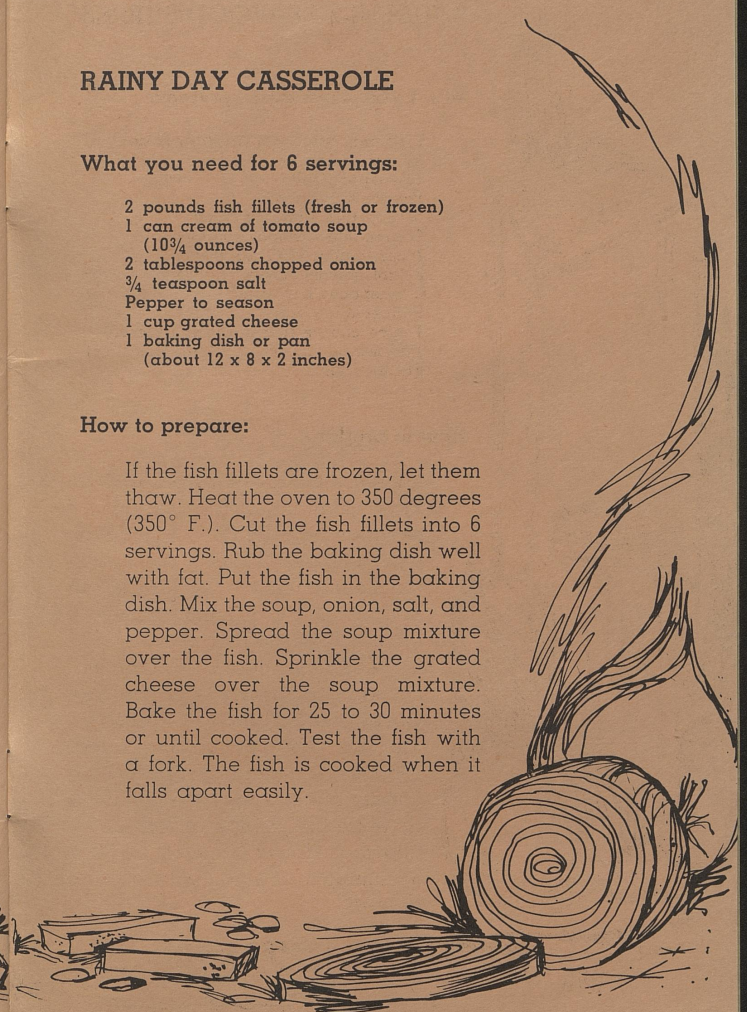 RAINY DAY CASSEROLE
What you need for 6 servings:
2 pounds fish fillets (fresh or frozen)
1 can cream of tomato soup
(10¾ ounces)
2 tablespoons chopped onion
¾ teaspoon salt
Pepper to season
1 cup grated cheese
1 baking dish or pan
(about 12 x 8 x 2 inches)
How to prepare:
If the fish fillets are frozen, let them
thaw. Heat the oven to 350 degrees
(350° F.). Cut the fish fillets into 6
servings. Rub the baking dish well
with fat. Put the fish in the baking
dish. Mix the soup, onion, salt, and
pepper. Spread the soup mixture
over the fish. Sprinkle the grated
cheese over the soup mixture.
Bake the fish for 25 to 30 minutes
or until cooked. Test the fish with
a fork. The fish is cooked when it
falls apart easily.